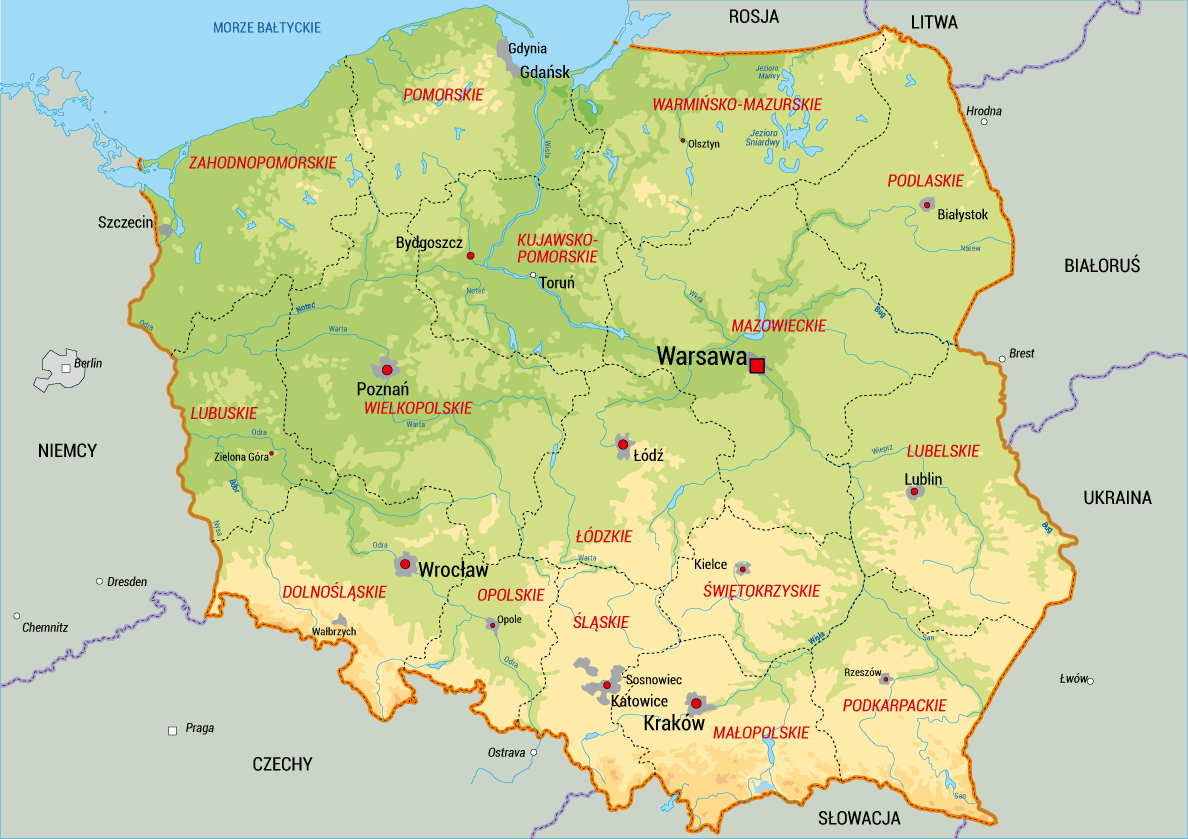 ROSJA
LITWA
MORZE BAŁTYCKIE
Gdynia
Gdańsk
Jezioro
Mamry
POMORSKIE
WARMIŃSKO-MAZURSKIE
Hrodna
Jezioro
Śniardwy
Olsztyn
Wisła
ZAHODNOPOMORSKIE
PODLASKIE
Białystok
Szczecin
Bydgoszcz
KUJAWSKO-
POMORSKIE
Narew
BIAŁORUŚ
Toruń
Noteć
Wkra
Noteć
Bug
Odra
Warta
MAZOWIECKIE
Warsawa
Brest
Berlin
Poznań
WIELKOPOLSKIE
LUBUSKIE
Warta
Odra
NIEMCY
Zielona Góra
Łódź
Wieprz
LUBELSKIE
Lublin
Bóbr
UKRAINA
Nysa
Bug
ŁÓDZKIE
Odra
Warta
Wrocław
Kielce
Dresden
DOLNOŚLĄSKIE
OPOLSKIE
ŚWIĘTOKRZYSKIE
Chemnitz
Opole
ŚLĄSKIE
Wałbrzych
Wisła
San
Odra
Rzeszów
Sosnowiec
Lwów
Katowice
PODKARPACKIE
Kraków
MAŁOPOLSKIE
Praga
Ostrava
CZECHY
San
SŁOWACJA